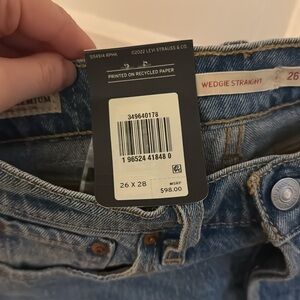 ©2022 LEVI STRAUSS & CO.
PRINTED ON RECYCLED PAPER
WEDGIE STRAIGHT 26
349640178
1 96524 41848 0
26 X 28
MSRP
$98.00